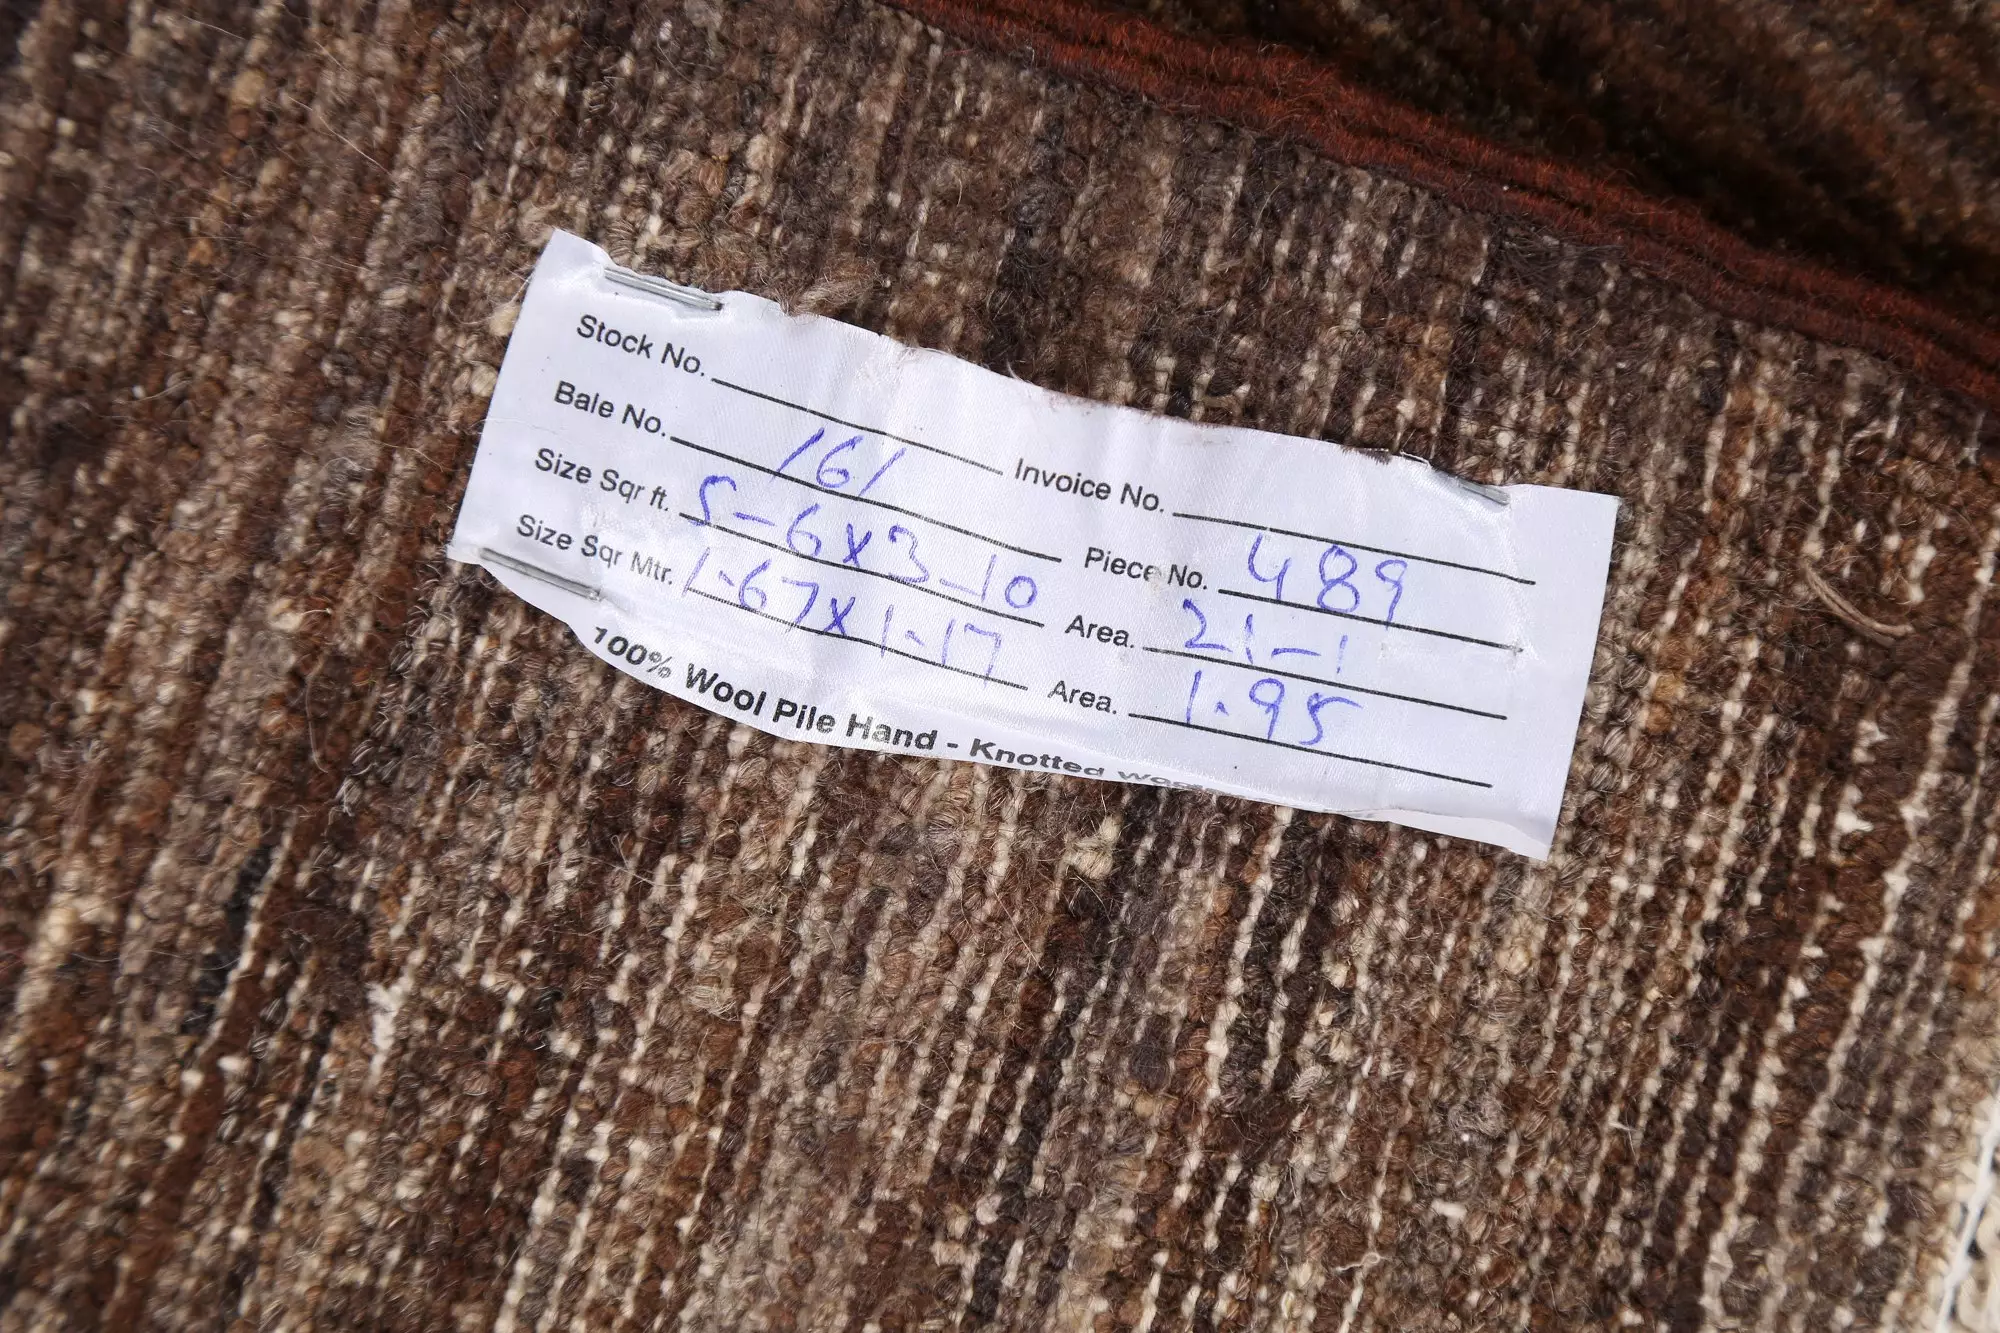 Stock No. Invoice No.
Bale No. 161 Piece No. 489
Size Sqr ft. 5-6x3-10 Area. 21-1
Size Sqr Mtr. 1.67x1.17 Area. 1.95
100% Wool Pile Hand - Knotted